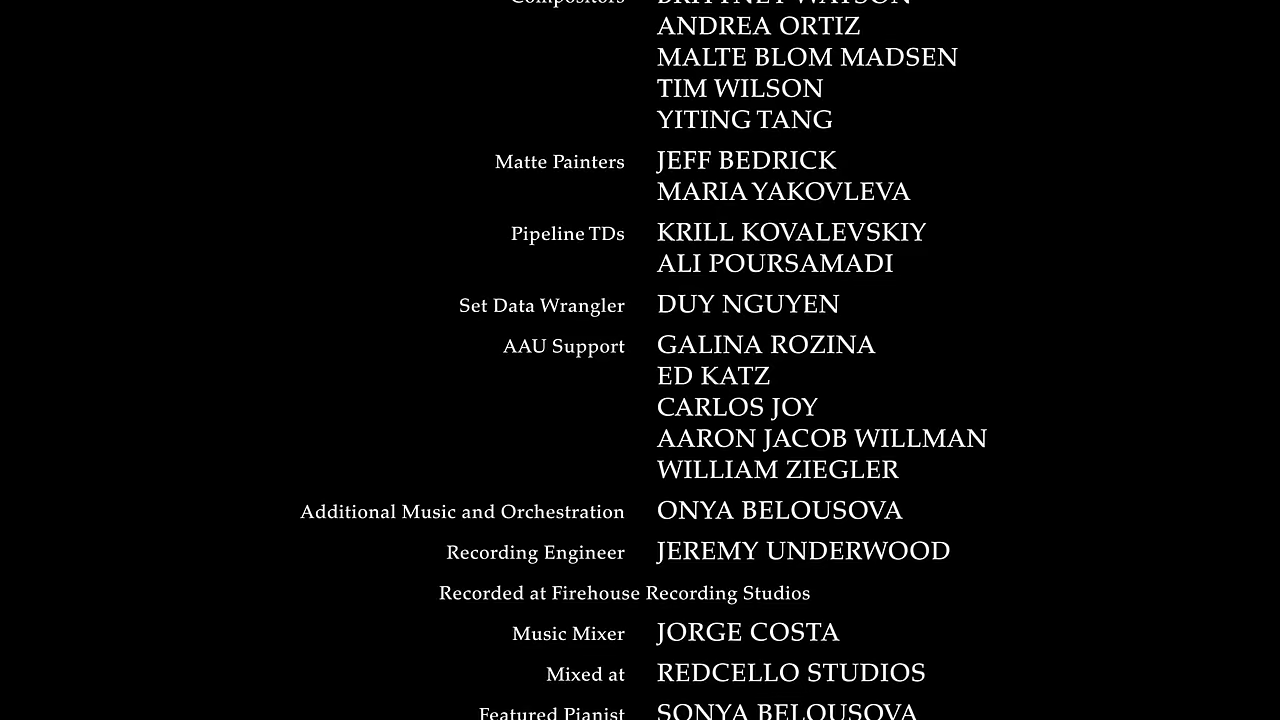 Compositors BRITTNEY WATSON
ANDREA ORTIZ
MALTE BLOM MADSEN
TIM WILSON
YITING TANG
Matte Painters JEFF BEDRICK
MARIA YAKOVLEVA
Pipeline TDs KRILL KOVALEVSKIY
ALI POURSAMADI
Set Data Wrangler DUY NGUYEN
AAU Support GALINA ROZINA
ED KATZ
CARLOS JOY
AARON JACOB WILLMAN
WILLIAM ZIEGLER
Additional Music and Orchestration ONYA BELOUSOVA
Recording Engineer JEREMY UNDERWOOD
Recorded at Firehouse Recording Studios
Music Mixer JORGE COSTA
Mixed at REDCELLO STUDIOS
Featured Pianist SONYA BELOUSOVA